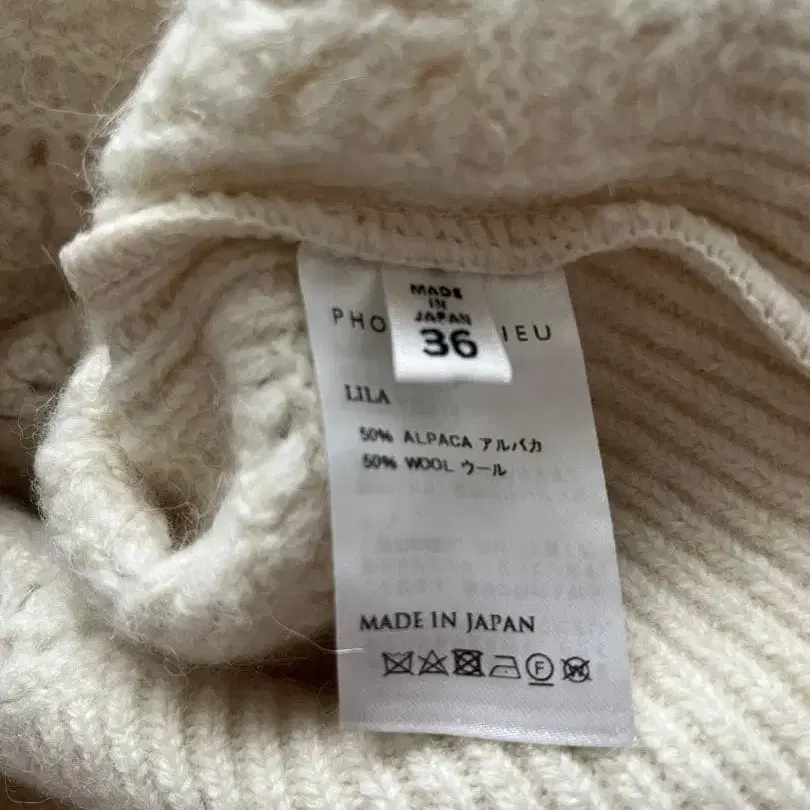 MADE
IN
JAPAN
36
PHO IEU
LILA
50% ALPACA アルパカ
50% WOOL ウール
MADE IN JAPAN
F